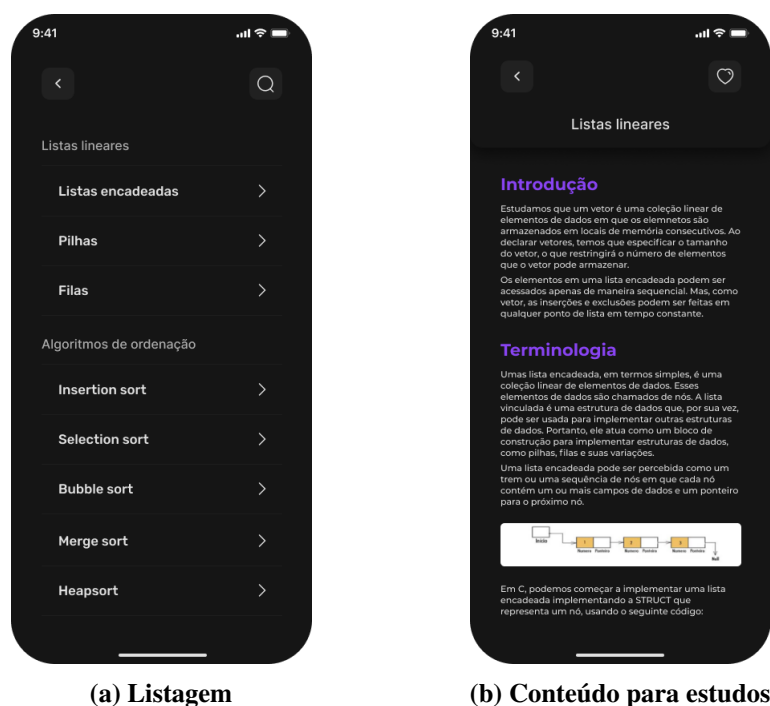 9:41
Listas lineares
Listas encadeadas
Pilhas
Filas
Algoritmos de ordenação
Insertion sort
Selection sort
Bubble sort
Merge sort
Heapsort
(a) Listagem
9:41
Listas lineares
Introdução
Estudamos que um vetor é uma coleção linear de
elementos de dados em que os elemnetos são
armazenados em locais de memória consecutivos. Ao
declarar vetores, temos que especificar o tamanho
do vetor, o que restringirá o número de elementos
que o vetor pode armazenar.
Os elementos em uma lista encadeada podem ser
acessados apenas de maneira sequencial. Mas, como
vetor, as inserções e exclusões podem ser feitas em
qualquer ponto de lista em tempo constante.
Terminologia
Umas lista encadeada, em termos simples, é uma
coleção linear de elementos de dados. Esses
elementos de dados são chamados de nós. A lista
vinculada é uma estrutura de dados que, por sua vez,
pode ser usada para implementar outras estruturas
de dados. Portanto, ele atua como um bloco de
construção para implementar estruturas de dados,
como pilhas, filas e suas variações.
Uma lista encadeada pode ser percebida como um
trem ou uma sequência de nós em que cada nó
contém um ou mais campos de dados e um ponteiro
para o próximo nó.
1 2 3
Null
Em C, podemos começar a implementar uma lista
encadeada implementando a STRUCT que
representa um nó, usando o seguinte código:
(b) Conteúdo para estudos